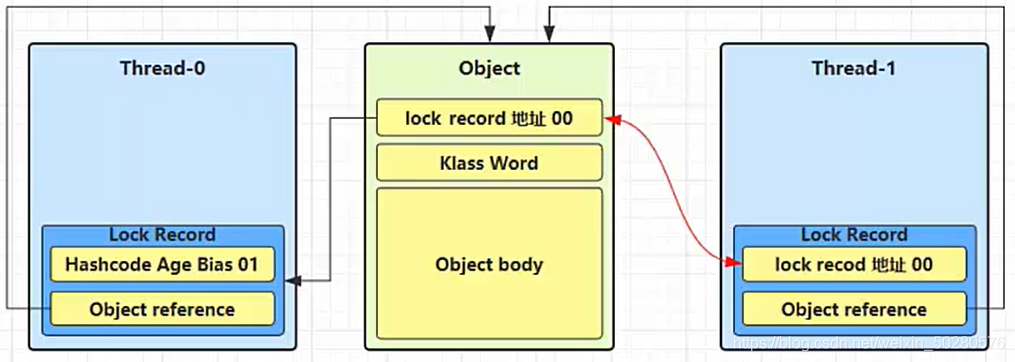 Thread-0
Lock Record
Hashcode Age Bias 01
Object reference
Object
lock record 地址 00
Klass Word
Object body
Thread-1
Lock Record
lock recod 地址 00
Object reference
https://blog.csdn.net/weixin_50280576